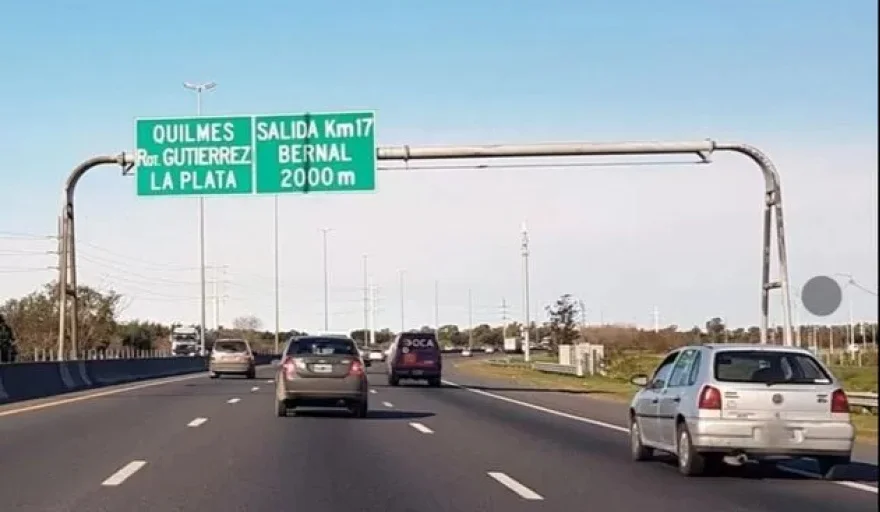 QUILMES
ROT. GUTIERREZ
LA PLATA
SALIDA Km17
BERNAL
2000 m
BOCA